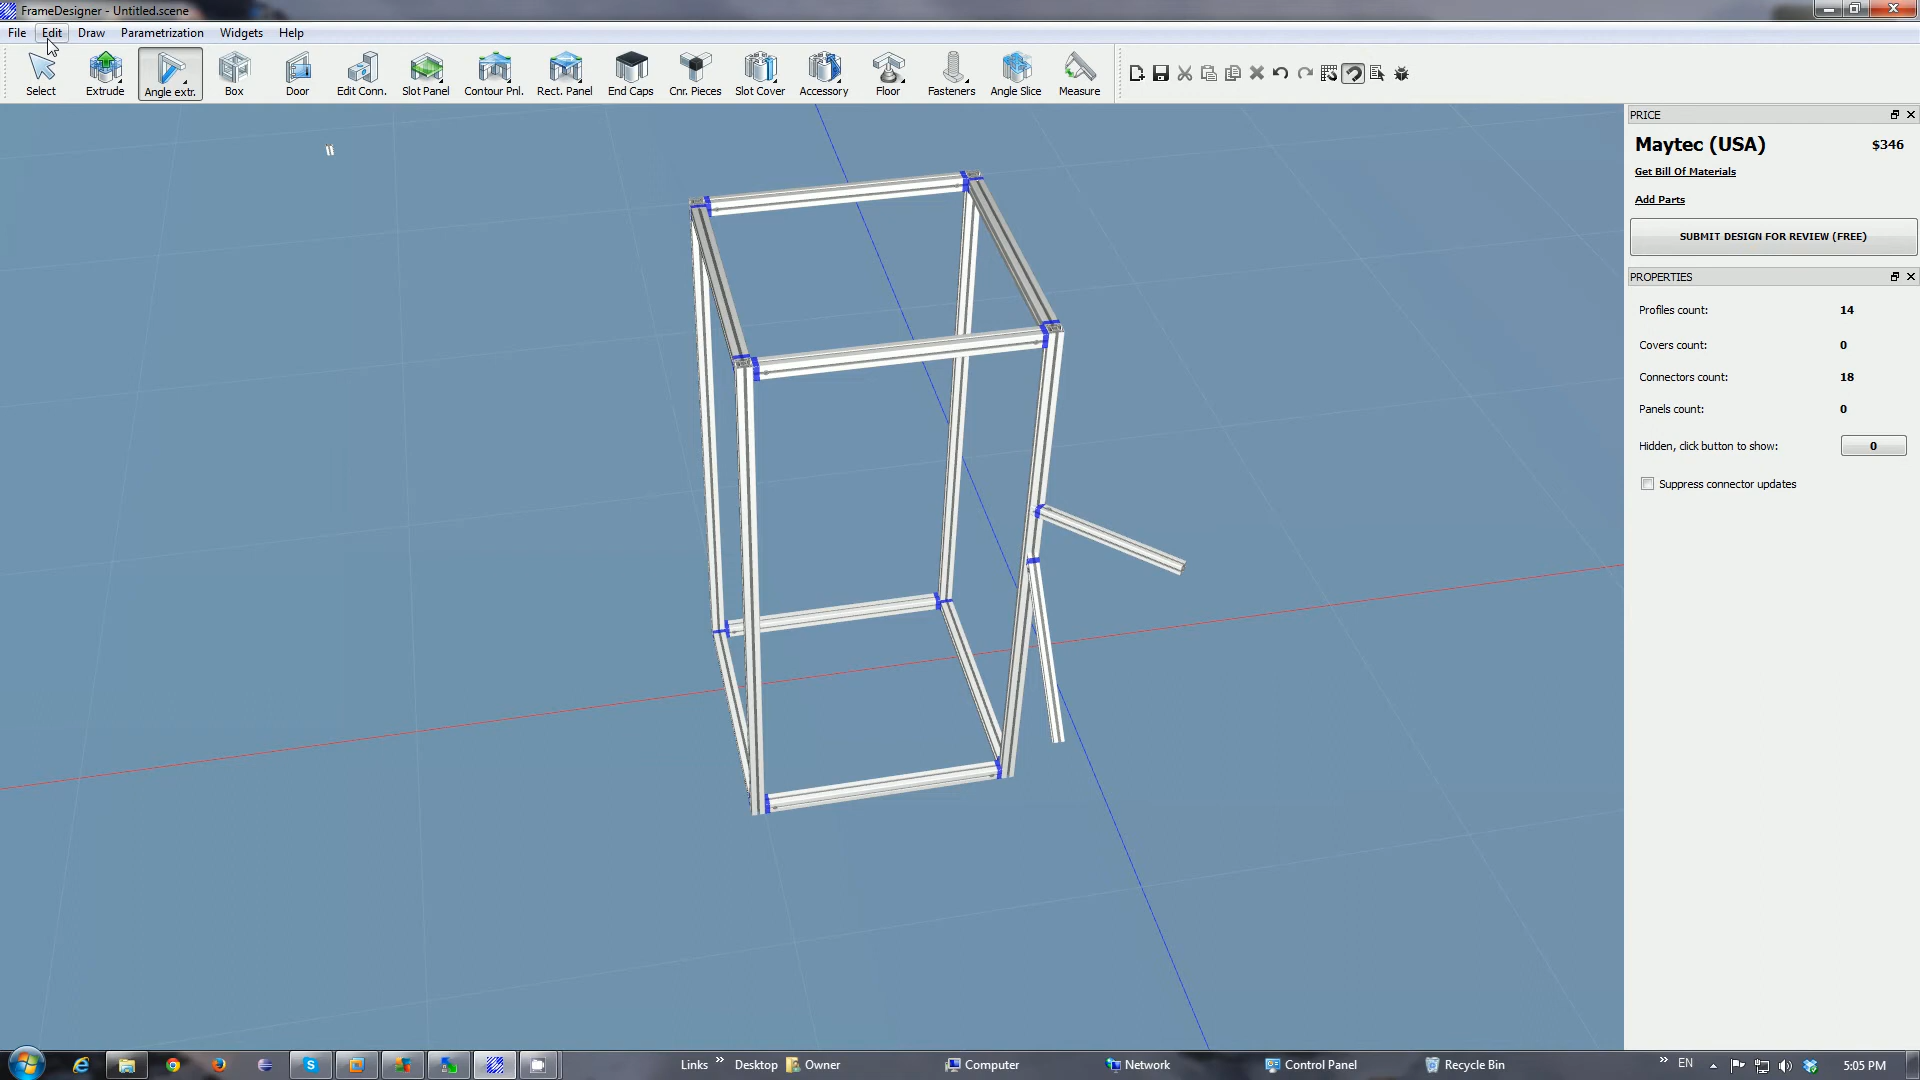 FrameDesigner - Untitled.scene
File Edit Draw Parametrization Widgets Help
Select Extrude Angle extr. Box Door Edit Conn. Slot Panel Contour Pnl. Rect. Panel End Caps Cnr. Pieces Slot Cover Accessory Floor Fasteners Angle Slice Measure
PRICE
Maytec (USA) $346
Get Bill Of Materials
Add Parts
SUBMIT DESIGN FOR REVIEW (FREE)
PROPERTIES
Profiles count: 14
Covers count: 0
Connectors count: 18
Panels count: 0
Hidden, click button to show: 0
Suppress connector updates
Links » Desktop Owner Computer Network Control Panel Recycle Bin » EN 5:05 PM